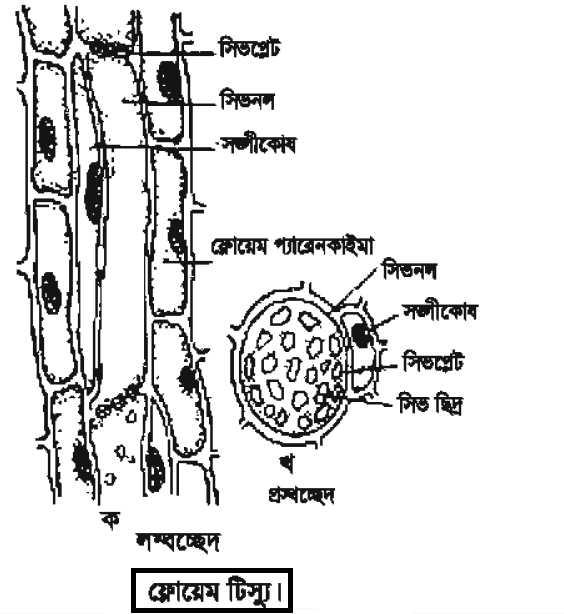 সিভপ্লেট
সিভনল
সঙ্গীকোষ
ফ্লোয়েম প্যারেনকাইমা
সিভনল
সঙ্গীকোষ
সিভপ্লেট
সিভ ছিদ্র
খ
প্রস্থচ্ছেদ
ক
লম্বচ্ছেদ
ফ্লোয়েম টিস্যু।